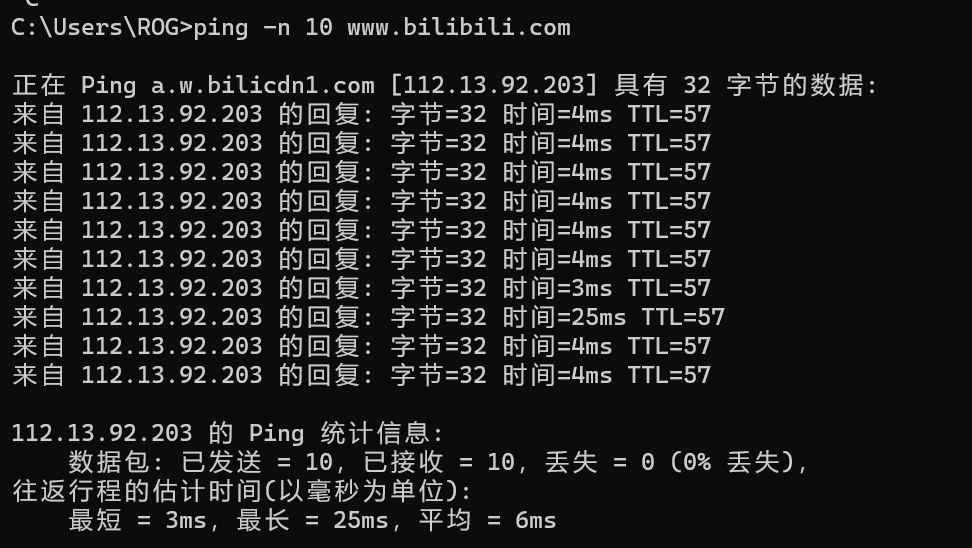 C:\Users\ROG>ping -n 10 www.bilibili.com
正在 Ping a.w.bilicdn1.com [112.13.92.203] 具有 32 字节的数据:
来自 112.13.92.203 的回复: 字节=32 时间=4ms TTL=57
来自 112.13.92.203 的回复: 字节=32 时间=4ms TTL=57
来自 112.13.92.203 的回复: 字节=32 时间=4ms TTL=57
来自 112.13.92.203 的回复: 字节=32 时间=4ms TTL=57
来自 112.13.92.203 的回复: 字节=32 时间=4ms TTL=57
来自 112.13.92.203 的回复: 字节=32 时间=4ms TTL=57
来自 112.13.92.203 的回复: 字节=32 时间=3ms TTL=57
来自 112.13.92.203 的回复: 字节=32 时间=25ms TTL=57
来自 112.13.92.203 的回复: 字节=32 时间=4ms TTL=57
来自 112.13.92.203 的回复: 字节=32 时间=4ms TTL=57
112.13.92.203 的 Ping 统计信息:
数据包: 已发送 = 10, 已接收 = 10, 丢失 = 0 (0% 丢失),
往返行程的估计时间(以毫秒为单位):
最短 = 3ms, 最长 = 25ms, 平均 = 6ms